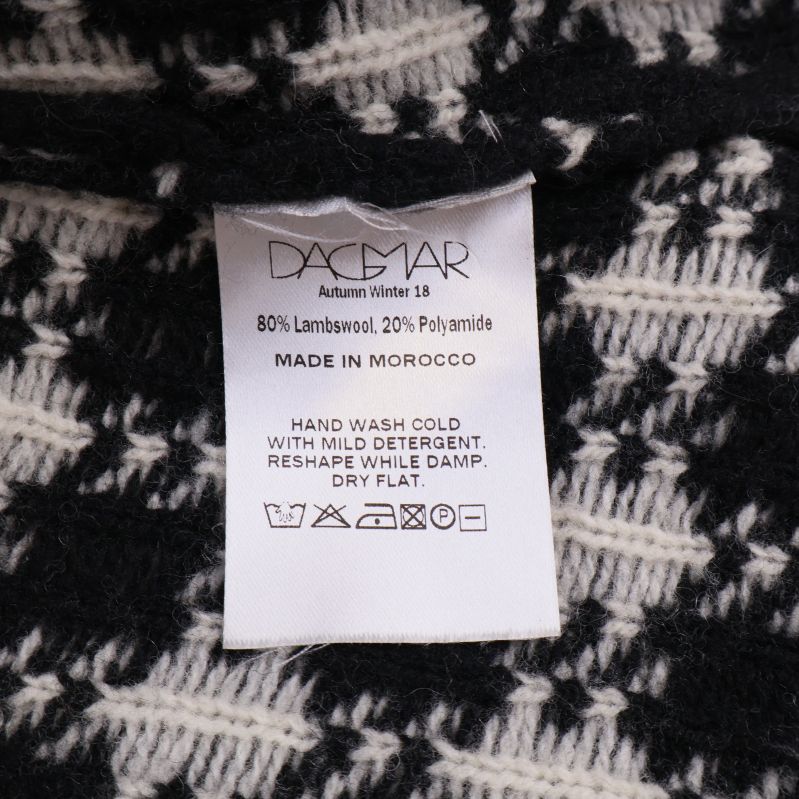 DAGMAR
Autumn Winter 18
80% Lambswool, 20% Polyamide
MADE IN MOROCCO
HAND WASH COLD
WITH MILD DETERGENT.
RESHAPE WHILE DAMP.
DRY FLAT.
P